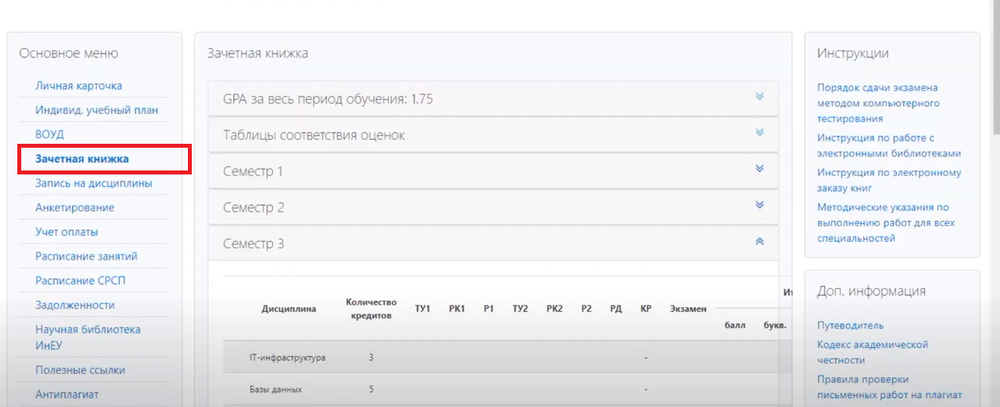 Основное меню
Личная карточка
Индивид. учебный план
ВОУД
Зачетная книжка
Запись на дисциплины
Анкетирование
Учет оплаты
Расписание занятий
Расписание СРСП
Задолженности
Научная библиотека
ИнЕУ
Полезные ссылки
Антиплагиат
Зачетная книжка
GPA за весь период обучения: 1.75
Таблицы соответствия оценок
Семестр 1
Семестр 2
Семестр 3
Дисциплина Количество кредитов ТУ1 РК1 Р1 ТУ2 РК2 Р2 РД КР Экзамен
балл букв.
IT-инфраструктура 3 -
Базы данных 5 -
Инструкции
Порядок сдачи экзамена
методом компьютерного
тестирования
Инструкция по работе с
электронными библиотеками
Инструкция по электронному
заказу книг
Методические указания по
выполнению работ для всех
специальностей
Доп. информация
Путеводитель
Кодекс академической
честности
Правила проверки
письменных работ на плагиат